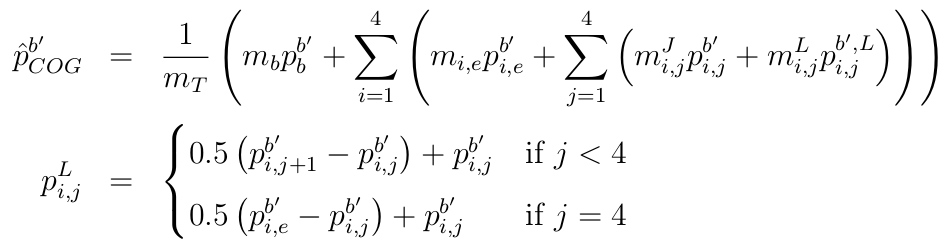 $\hat{p}^{b'}_{COG} = \frac{1}{m_T} \left( m_b p^{b'}_b + \sum_{i=1}^{4} \left( m_{i,e} p^{b'}_{i,e} + \sum_{j=1}^{4} \left( m^J_{i,j} p^{b'}_{i,j} + m^L_{i,j} p^{b',L}_{i,j} \right) \right) \right)$
$p^L_{i,j} = \begin{cases} 0.5 \left( p^{b'}_{i,j+1} - p^{b'}_{i,j} \right) + p^{b'}_{i,j} & \text{if } j < 4 \\ 0.5 \left( p^{b'}_{i,e} - p^{b'}_{i,j} \right) + p^{b'}_{i,j} & \text{if } j = 4 \end{cases}$